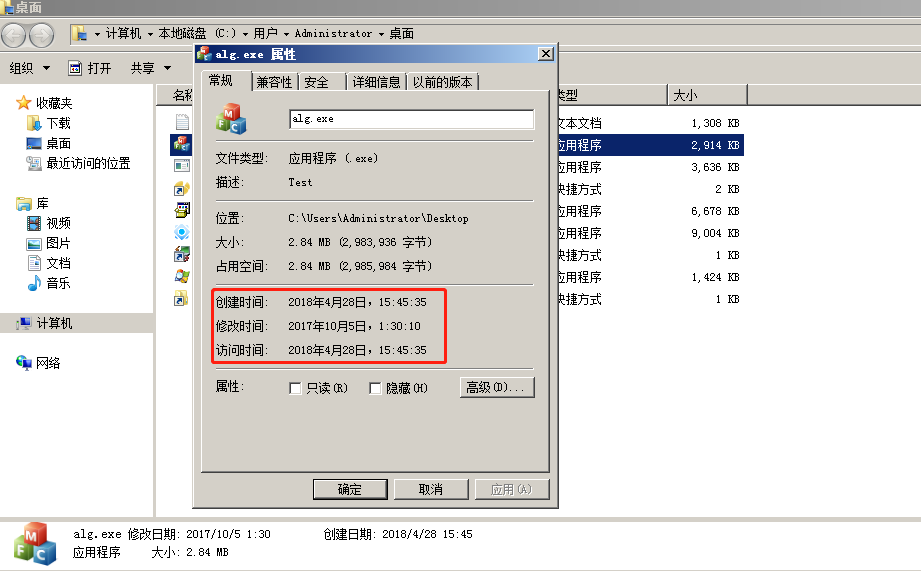 桌面
计算机 本地磁盘 (C:) 用户 Administrator 桌面
组织 打开 共享
alg.exe 属性
常规 兼容性 安全 详细信息 以前的版本
alg.exe
文件类型: 应用程序 (.exe)
描述: Test
位置: C:\Users\Administrator\Desktop
大小: 2.84 MB (2,983,936 字节)
占用空间: 2.84 MB (2,985,984 字节)
创建时间: 2018年4月28日, 15:45:35
修改时间: 2017年10月5日, 1:30:10
访问时间: 2018年4月28日, 15:45:35
属性: 只读(R) 隐藏(H) 高级(D)...
确定 取消 应用(A)
收藏夹
下载
桌面
最近访问的位置
库
视频
图片
文档
音乐
计算机
网络
名称 类型 大小
文本文档 1,308 KB
应用程序 2,914 KB
应用程序 3,636 KB
快捷方式 2 KB
应用程序 6,678 KB
应用程序 9,004 KB
快捷方式 1 KB
应用程序 1,424 KB
快捷方式 1 KB
alg.exe 修改日期: 2017/10/5 1:30 创建日期: 2018/4/28 15:45
应用程序 大小: 2.84 MB